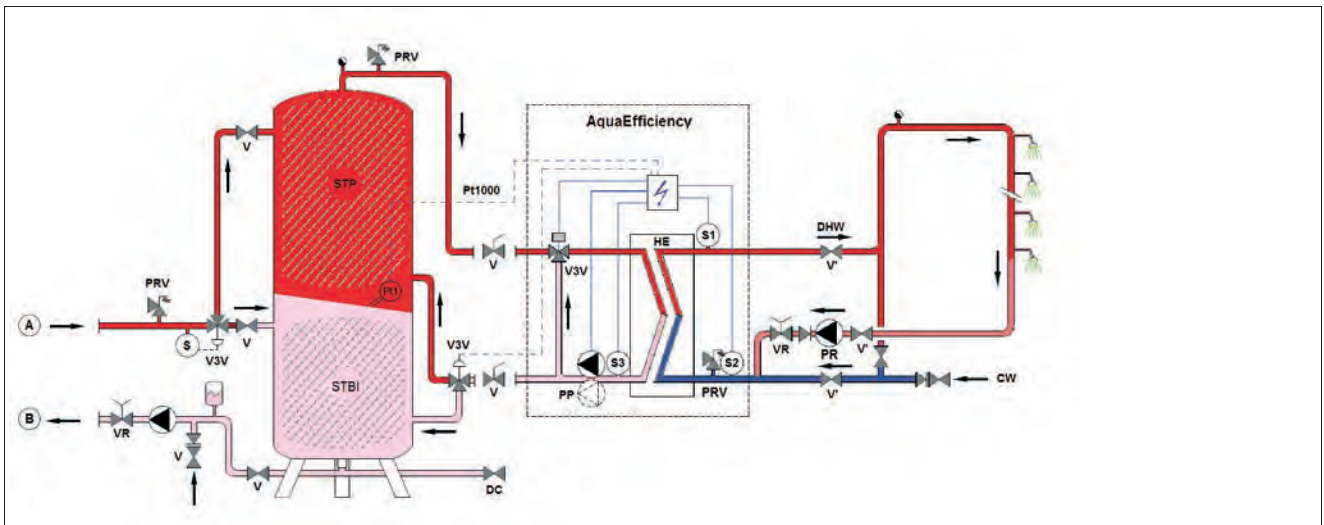 PRV
AquaEfficiency
V
STP
Pt1000
S1
HE
DHW
V
V3V
V'
PRV
Pt1
A
S
V3V
V
V3V
VR
PR
V'
S3
S2
STBI
V
PP
PRV
V'
CW
B
VR
V
V
DC